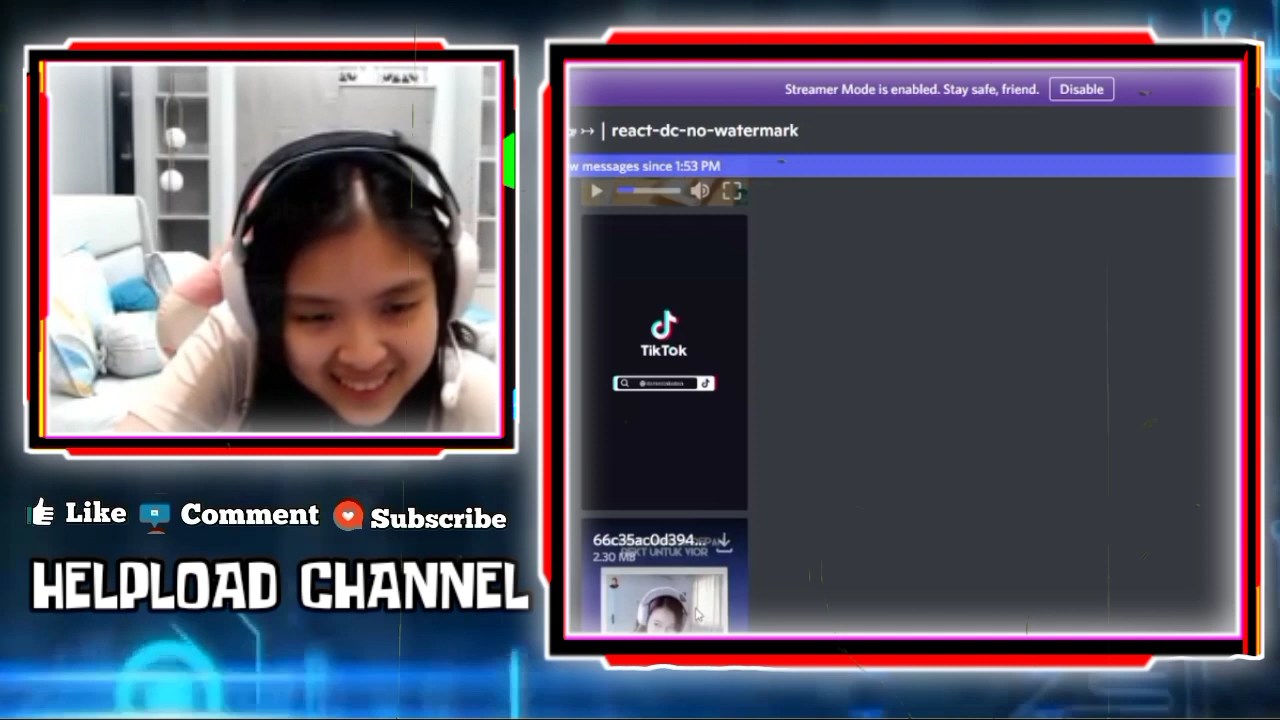 Streamer Mode is enabled. Stay safe, friend.
Disable
react-dc-no-watermark
w messages since 1:53 PM
TikTok
66c35ac0d394...
2.30 MB
UNTUK
Like
Comment
Subscribe
HELPLOAD CHANNEL